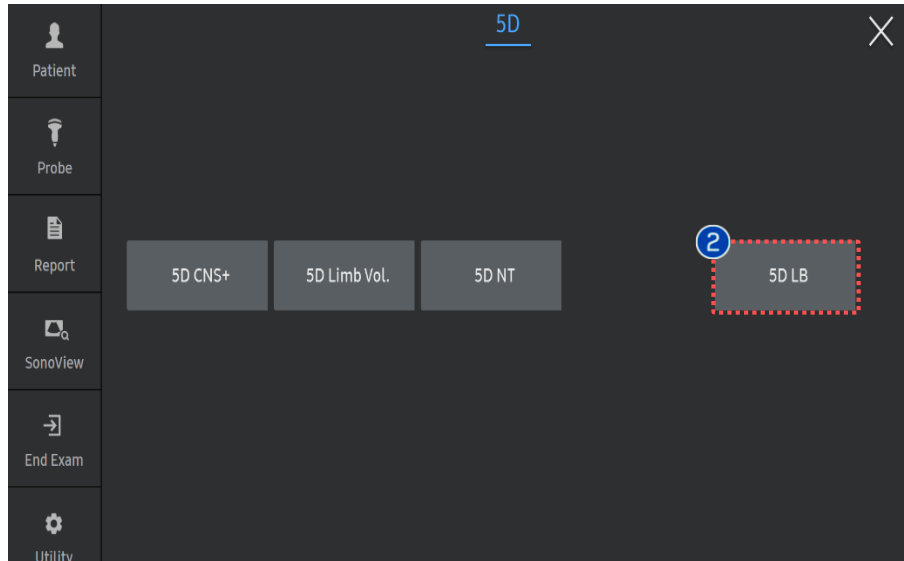 5D
Patient
Probe
Report
SonoView
End Exam
Utility
5D CNS+
5D Limb Vol.
5D NT
2
5D LB